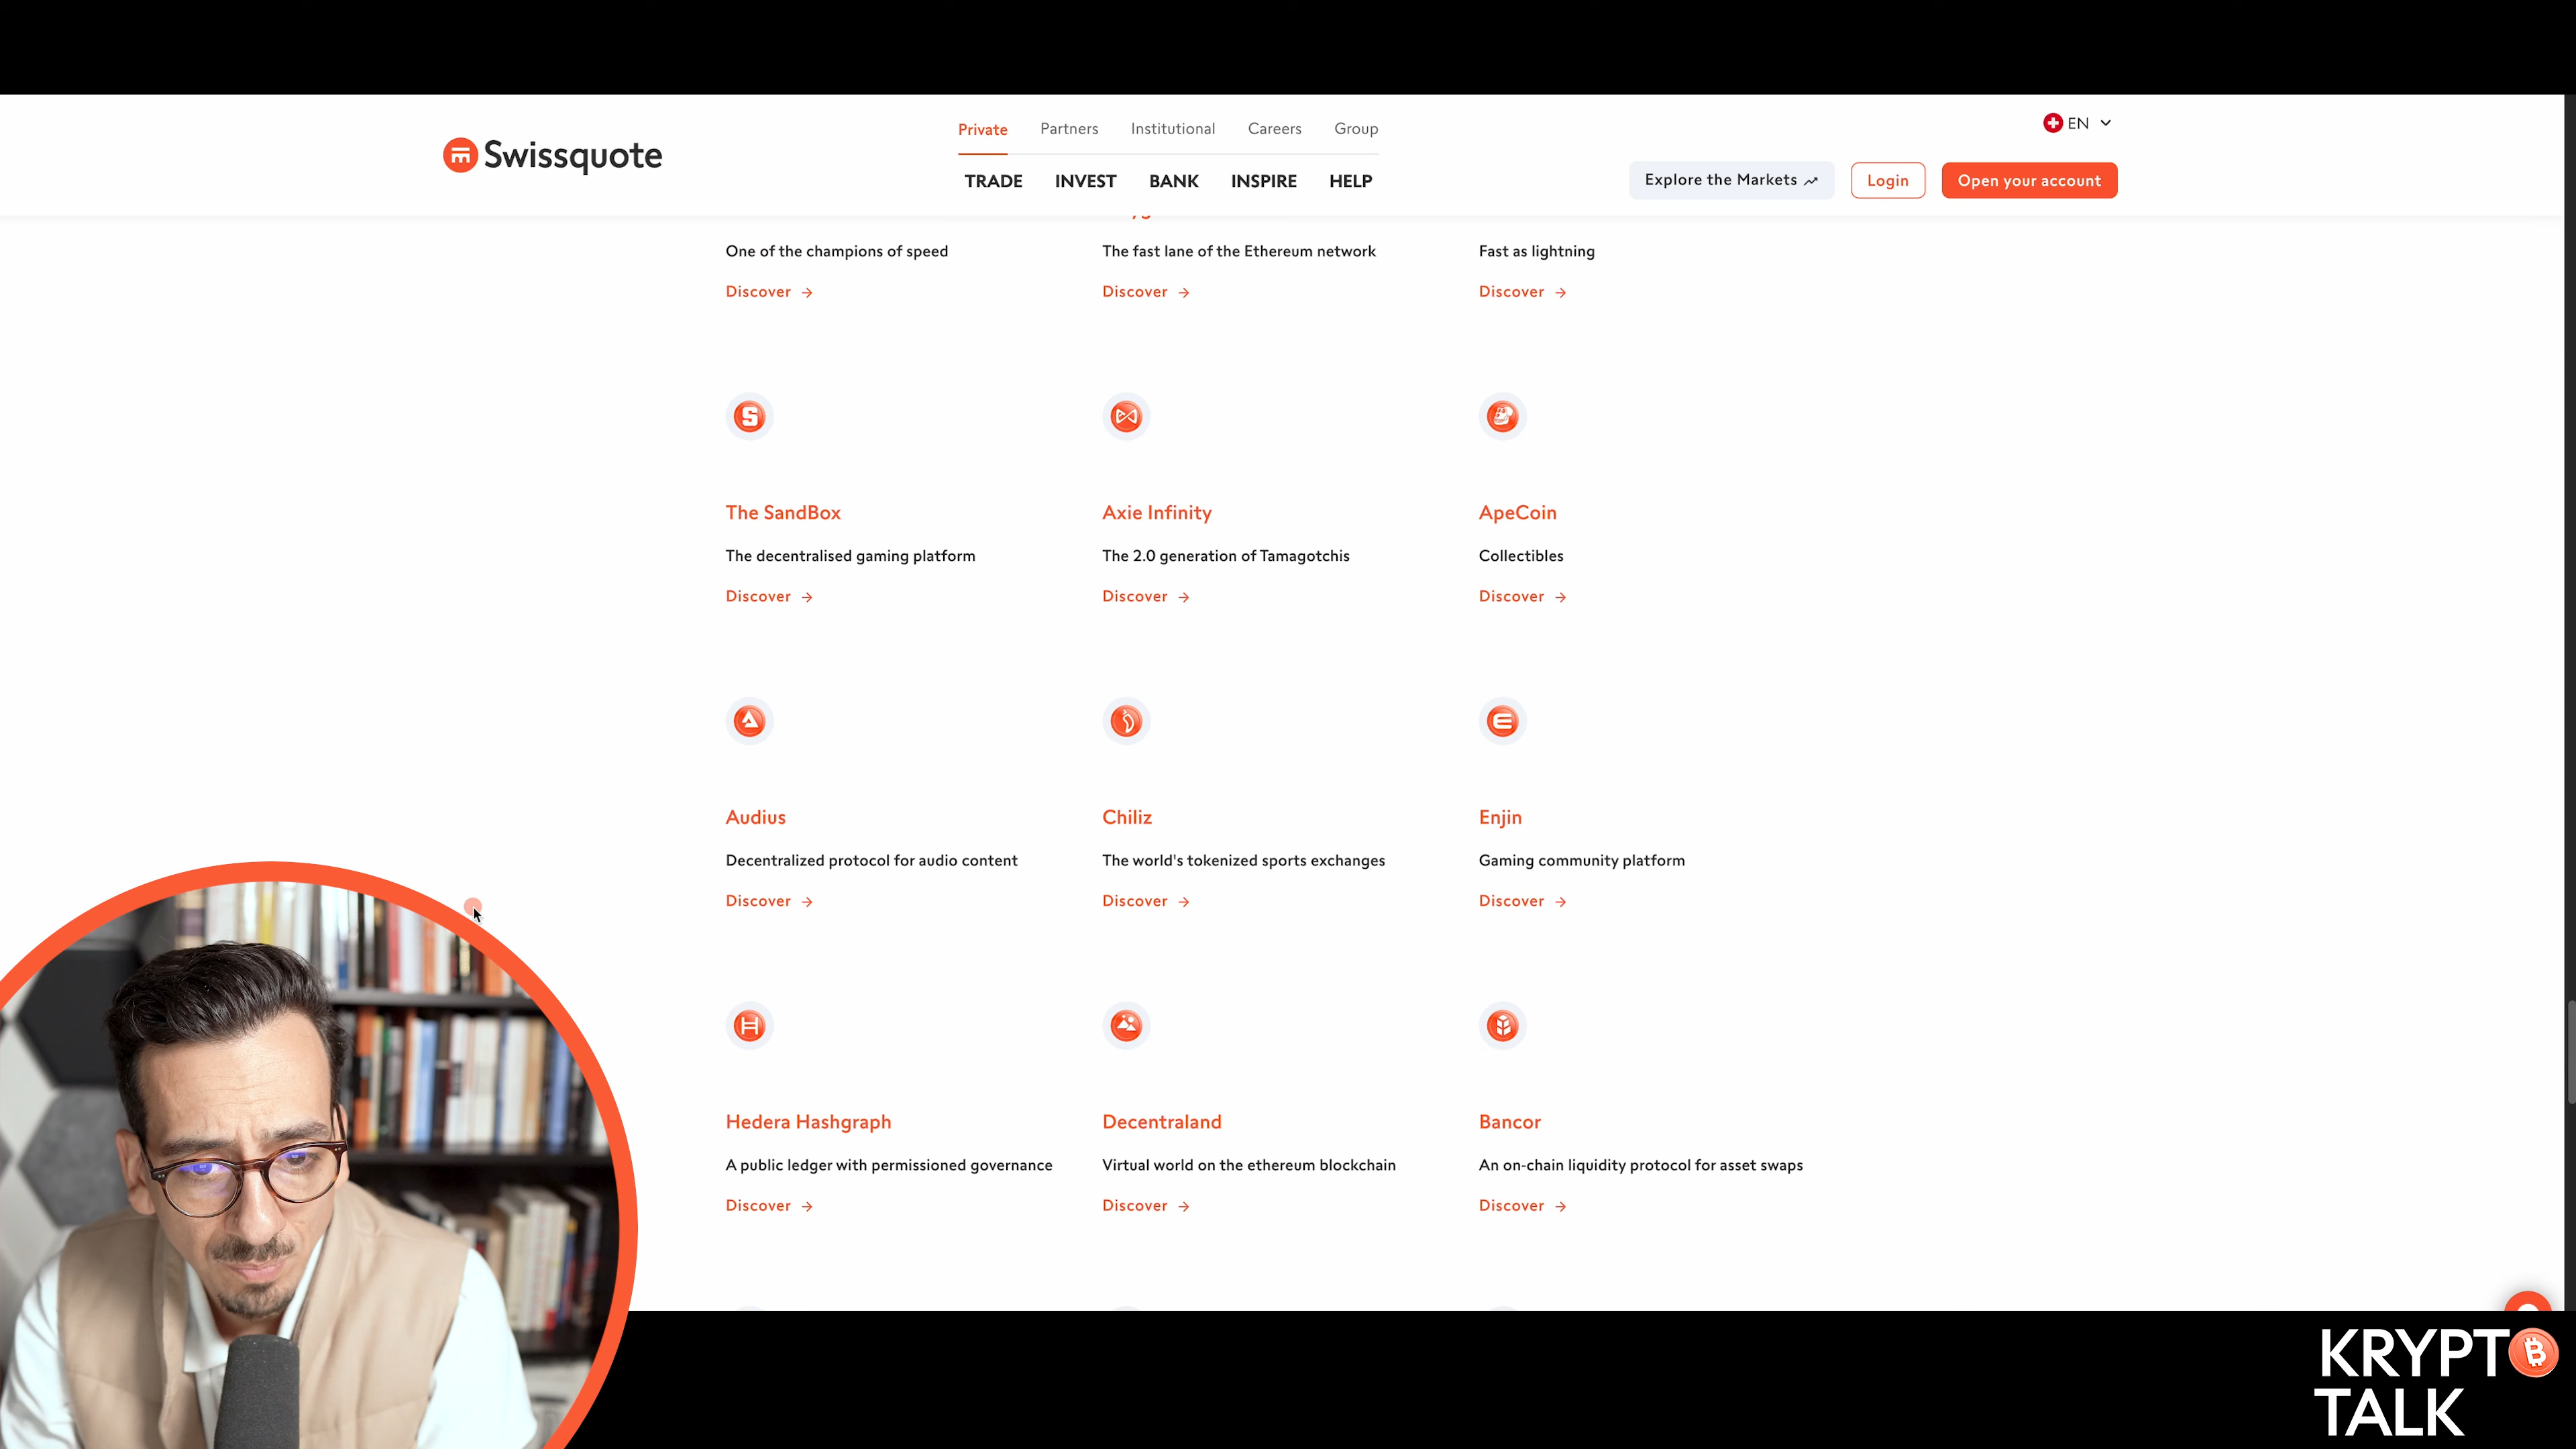 Swissquote
Private Partners Institutional Careers Group
EN
TRADE INVEST BANK INSPIRE HELP
Explore the Markets
Login
Open your account
One of the champions of speed
The fast lane of the Ethereum network
Fast as lightning
Discover
Discover
Discover
The SandBox
Axie Infinity
ApeCoin
The decentralised gaming platform
The 2.0 generation of Tamagotchis
Collectibles
Discover
Discover
Discover
Audius
Chiliz
Enjin
Decentralized protocol for audio content
The world's tokenized sports exchanges
Gaming community platform
Discover
Discover
Discover
Hedera Hashgraph
Decentraland
Bancor
A public ledger with permissioned governance
Virtual world on the ethereum blockchain
An on-chain liquidity protocol for asset swaps
Discover
Discover
Discover
KRYPTO
TALK